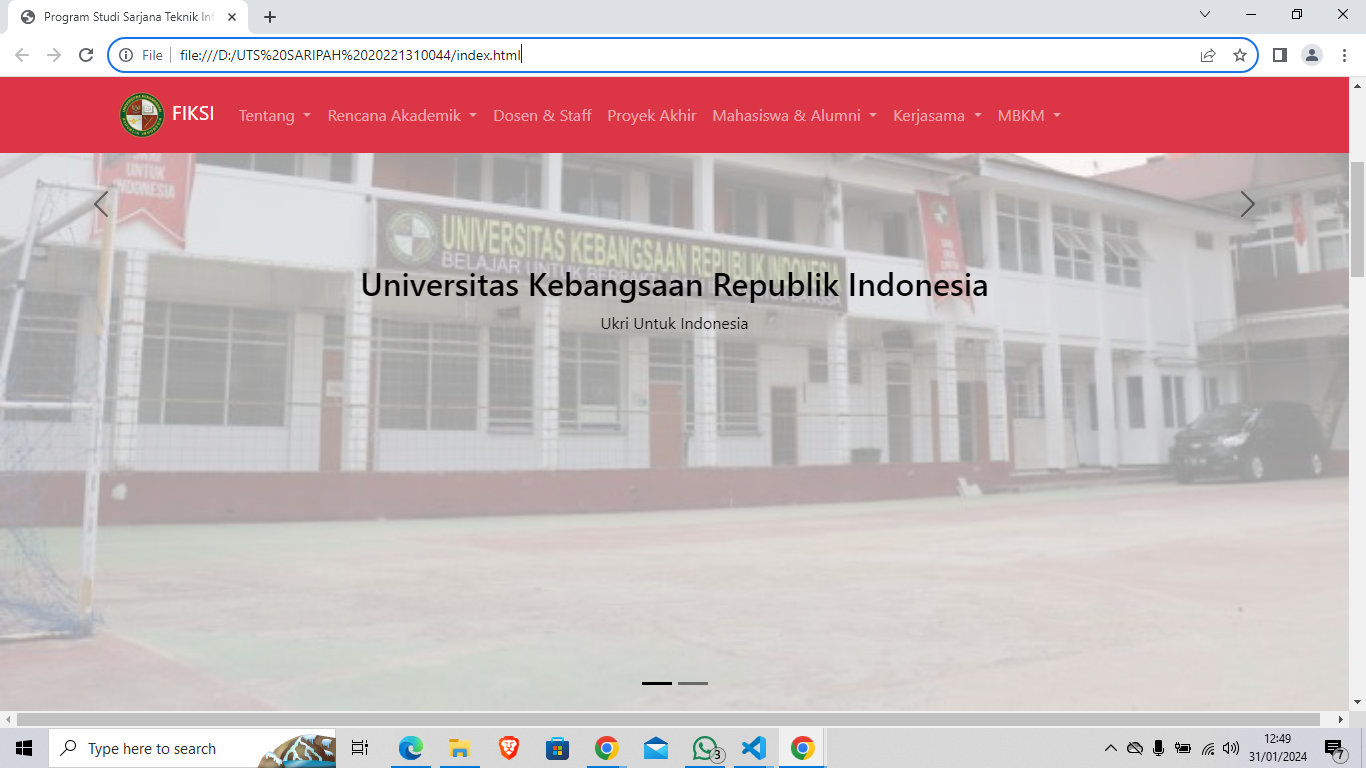 Program Studi Sarjana Teknik Inf
File
file:///D:/UTS%20SARIPAH%2020221310044/index.html
FIKSI
Tentang
Rencana Akademik
Dosen & Staff
Proyek Akhir
Mahasiswa & Alumni
Kerjasama
MBKM
UNTUK
INDONESIA
UNIVERSITAS KEBANGSAAN REPUBLIK INDONESIA
BELAJAR UNTUK BERBAKTI
Universitas Kebangsaan Republik Indonesia
Ukri Untuk Indonesia
Type here to search
3
12:49
31/01/2024
7